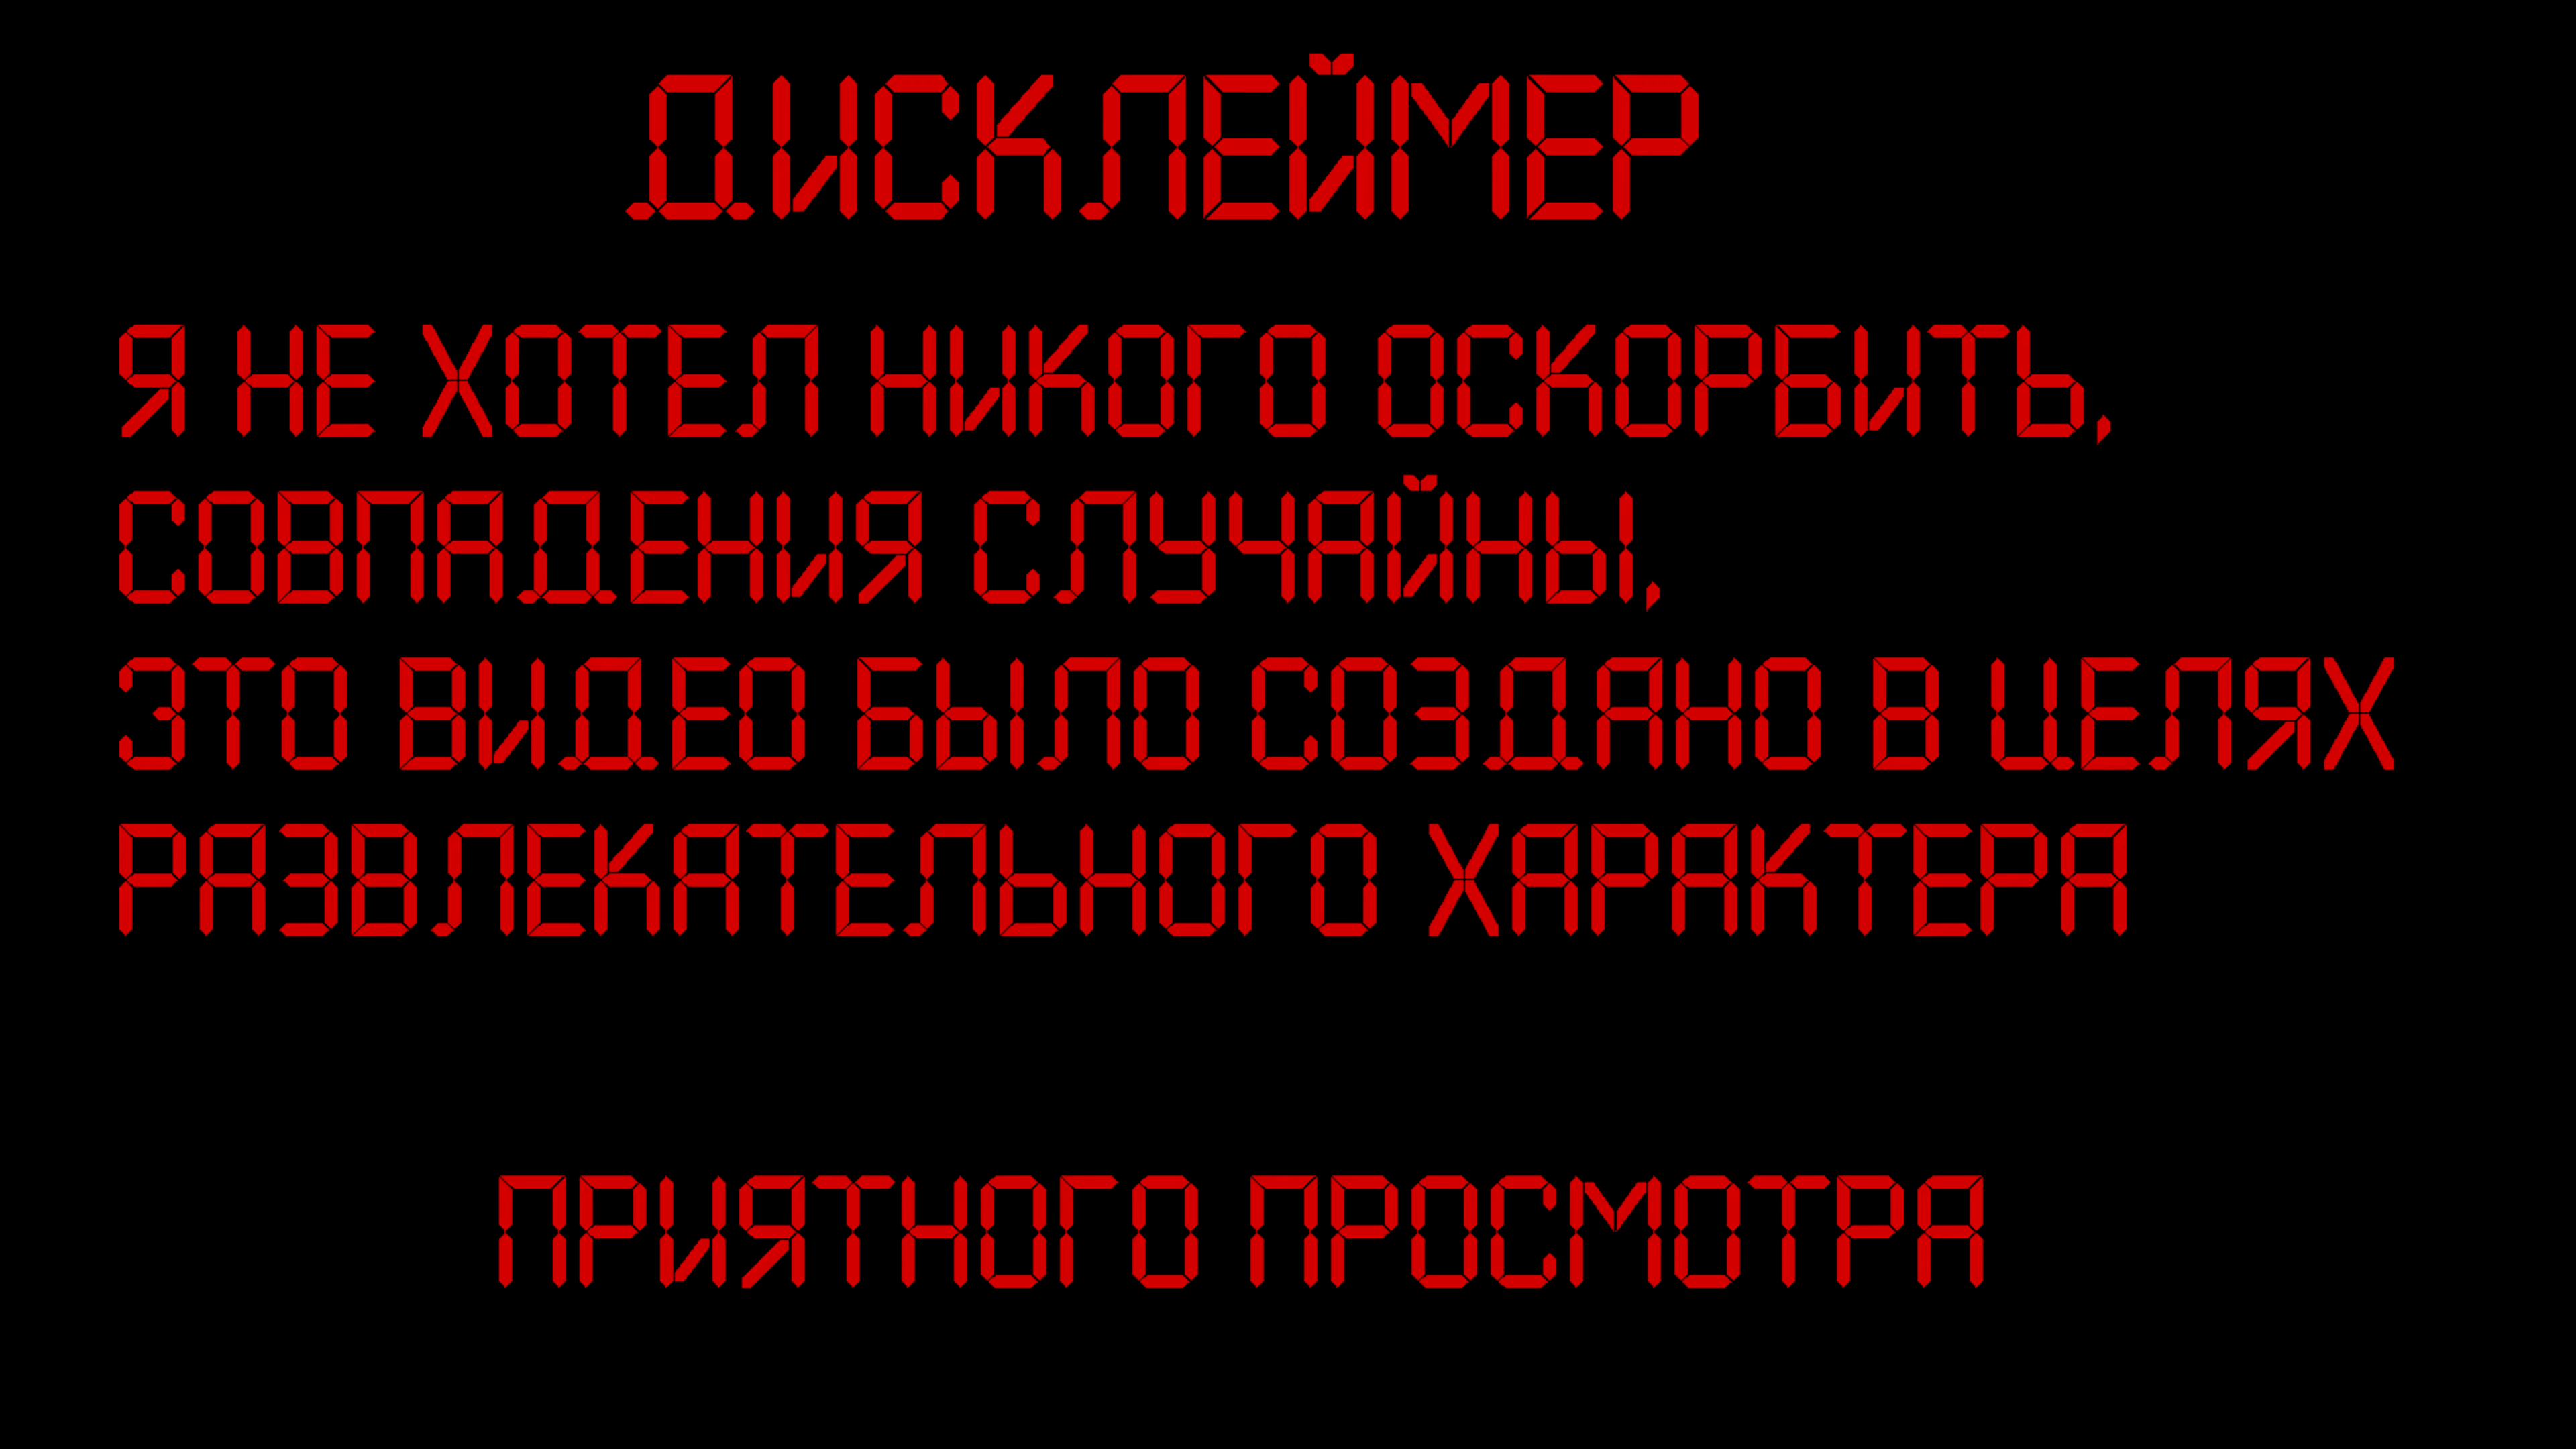 ДИСКЛЕЙМЕР
Я НЕ ХОТЕЛ НИКОГО ОСКОРБИТЬ,
СОВПАДЕНИЯ СЛУЧАЙНЫ,
ЭТО ВИДЕО БЫЛО СОЗДАНО В ЦЕЛЯХ
РАЗВЛЕКАТЕЛЬНОГО ХАРАКТЕРА
ПРИЯТНОГО ПРОСМОТРА